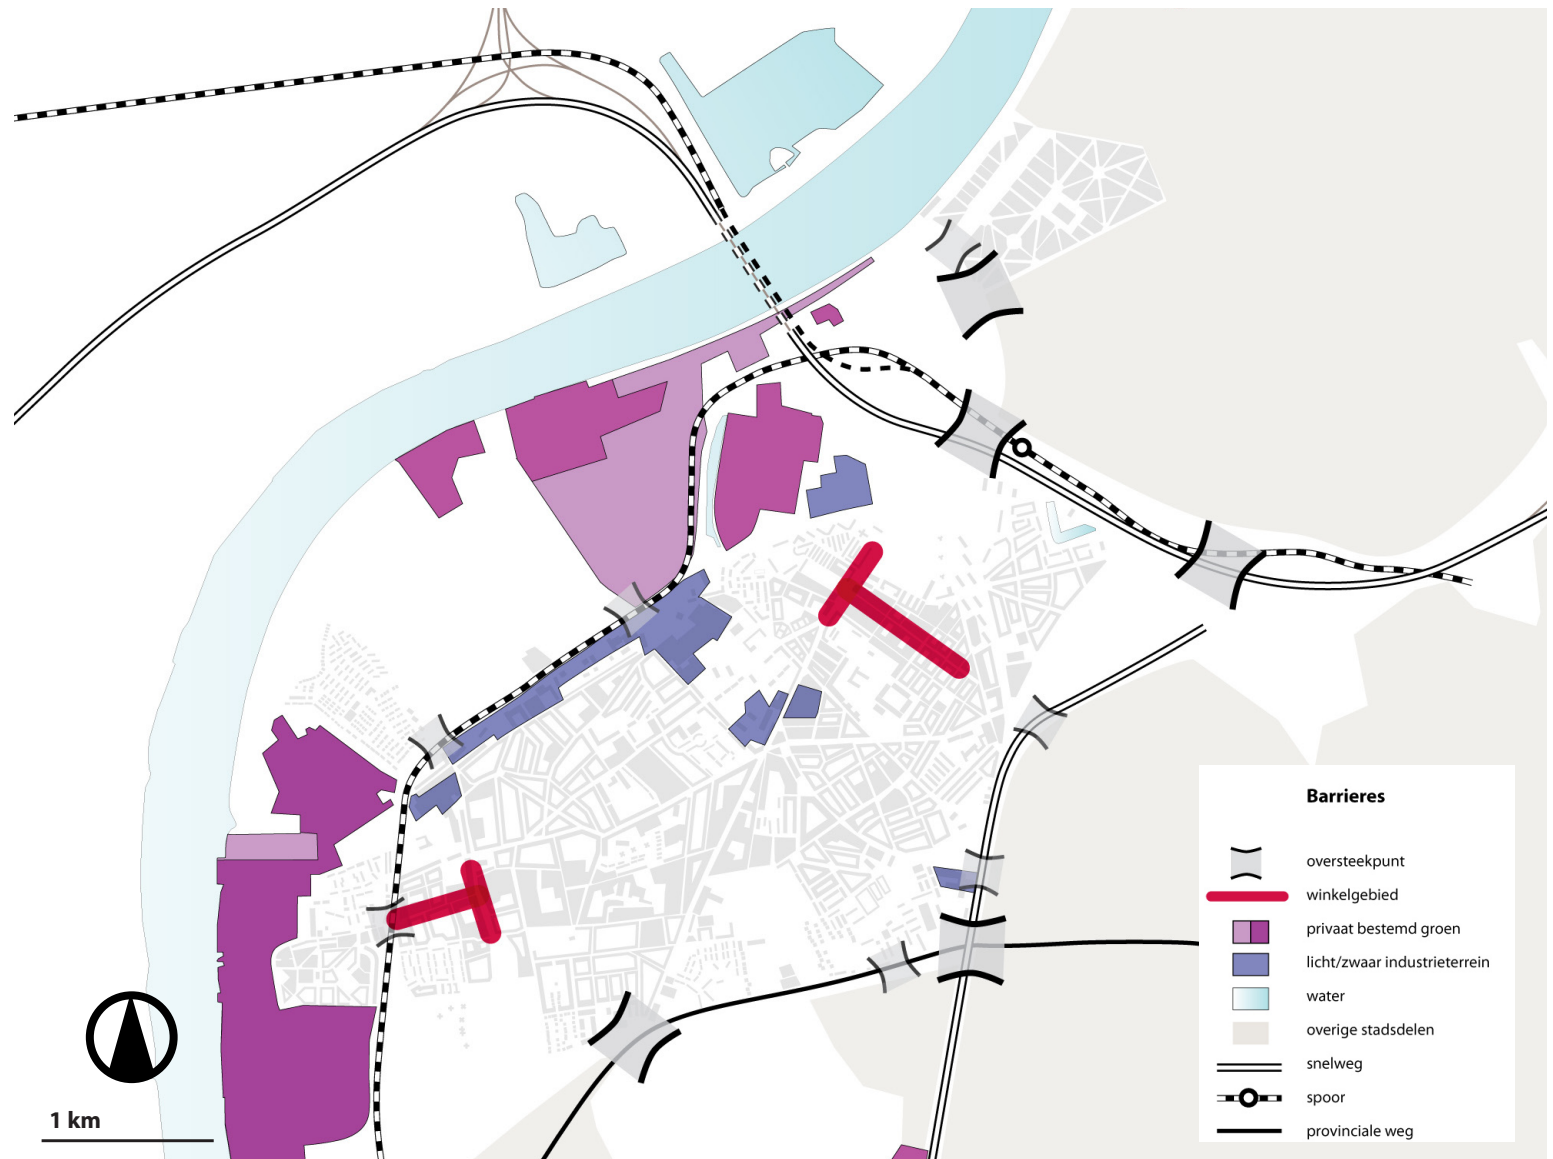 Barrieres
oversteekpunt
winkelgebied
privaat bestemd groen
licht/zwaar industrieterrein
water
overige stadsdelen
snelweg
spoor
provinciale weg
1 km